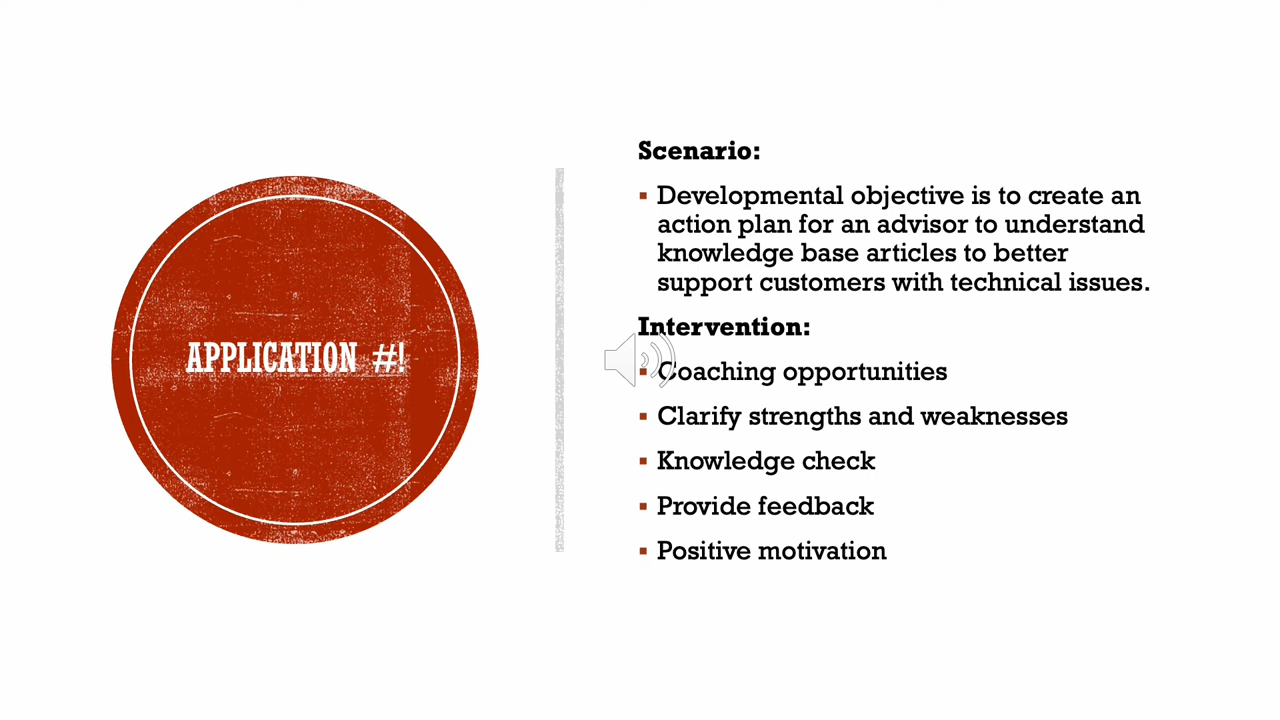 APPLICATION #!
Scenario:
▪ Developmental objective is to create an
action plan for an advisor to understand
knowledge base articles to better
support customers with technical issues.
Intervention:
▪ Coaching opportunities
▪ Clarify strengths and weaknesses
▪ Knowledge check
▪ Provide feedback
▪ Positive motivation